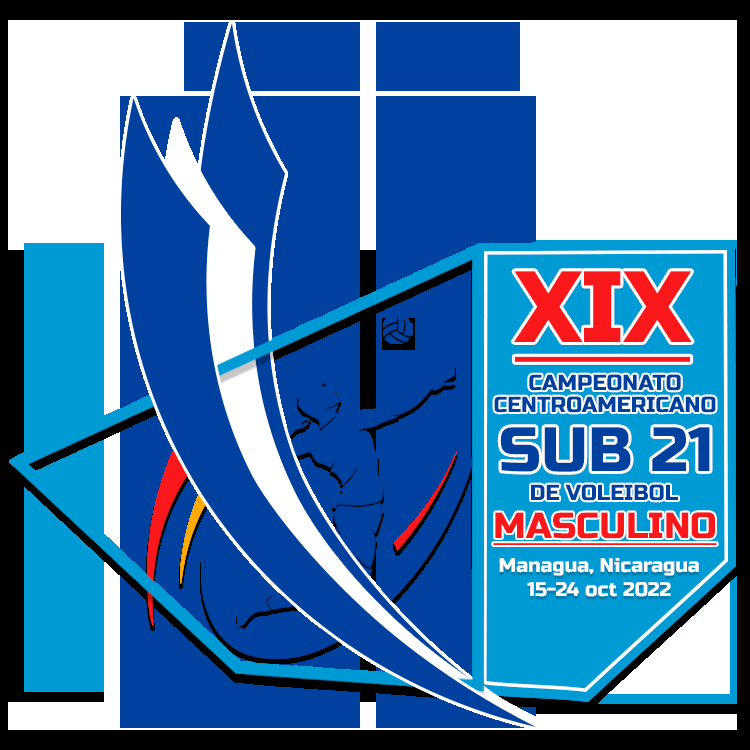 XIX
CAMPEONATO
CENTROAMERICANO
SUB 21
DE VOLEIBOL
MASCULINO
Managua, Nicaragua
15-24 oct 2022